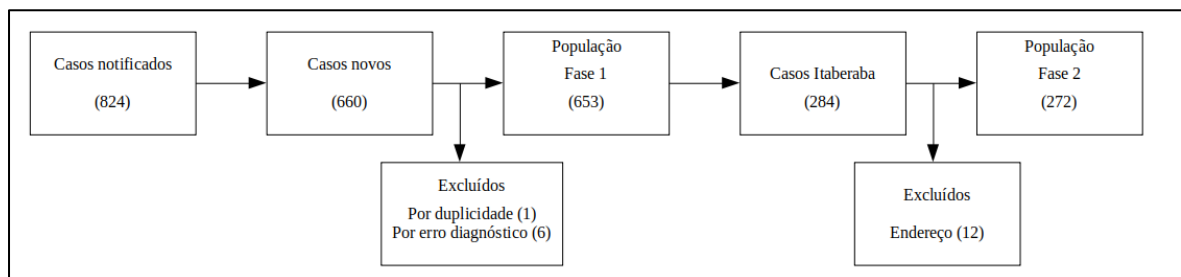 Casos notificados
(824)
Casos novos
(660)
População
Fase 1
(653)
Casos Itaberaba
(284)
População
Fase 2
(272)
Excluídos
Por duplicidade (1)
Por erro diagnóstico (6)
Excluídos
Endereço (12)